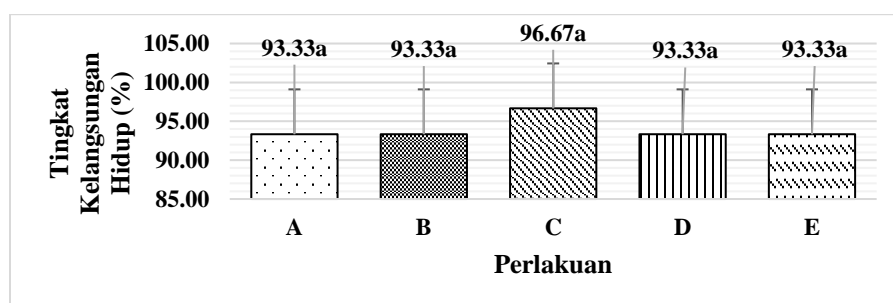 93.33a 93.33a 96.67a 93.33a 93.33a
105.00
100.00
95.00
90.00
85.00
Tingkat
Kelangsungan
Hidup (%)
A B C D E
Perlakuan